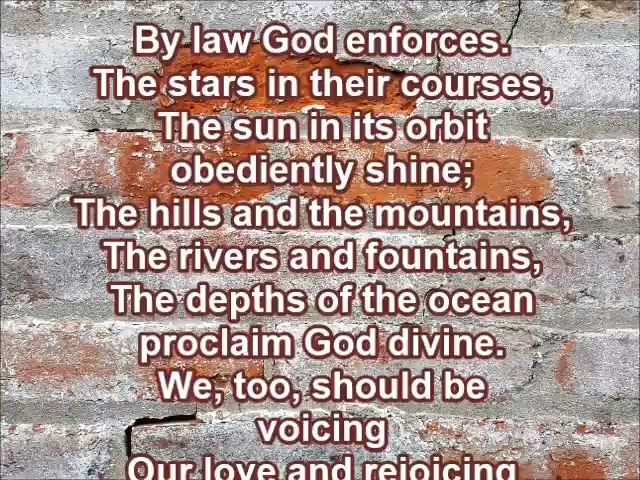 By law God enforces.
The stars in their courses,
The sun in its orbit
obediently shine;
The hills and the mountains,
The rivers and fountains,
The depths of the ocean
proclaim God divine.
We, too, should be
voicing
Our love and rejoicing